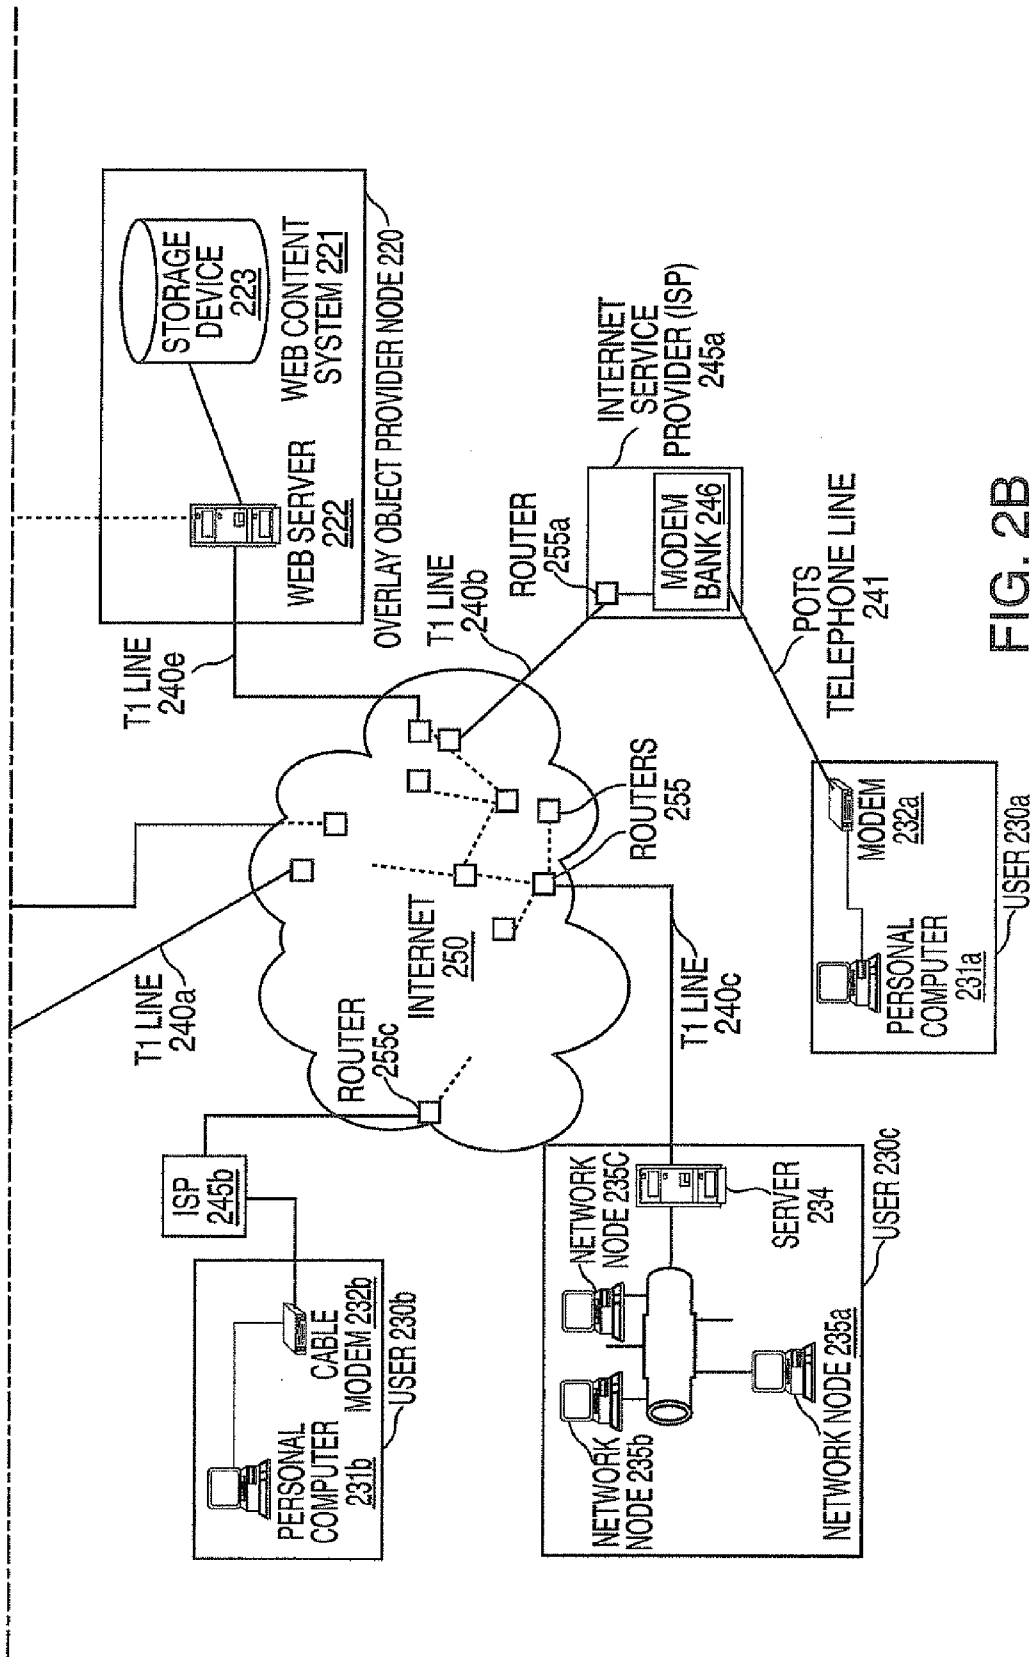 STORAGE
DEVICE
223
WEB SERVER
222
WEB CONTENT
SYSTEM 221
OVERLAY OBJECT PROVIDER NODE 220
T1 LINE
240e
T1 LINE
240a
T1 LINE
240b
ROUTER
255a
INTERNET
SERVICE
PROVIDER (ISP)
245a
MODEM
BANK 246
ISP
245b
ROUTER
255c
INTERNET
250
ROUTERS
255
T1 LINE
240c
POTS
TELEPHONE LINE
241
PERSONAL
COMPUTER
231b
CABLE
MODEM 232b
USER 230b
NETWORK
NODE 235C
NETWORK
NODE 235b
SERVER
234
NETWORK NODE 235a
USER 230c
PERSONAL
COMPUTER
231a
MODEM
232a
USER 230a
FIG. 2B